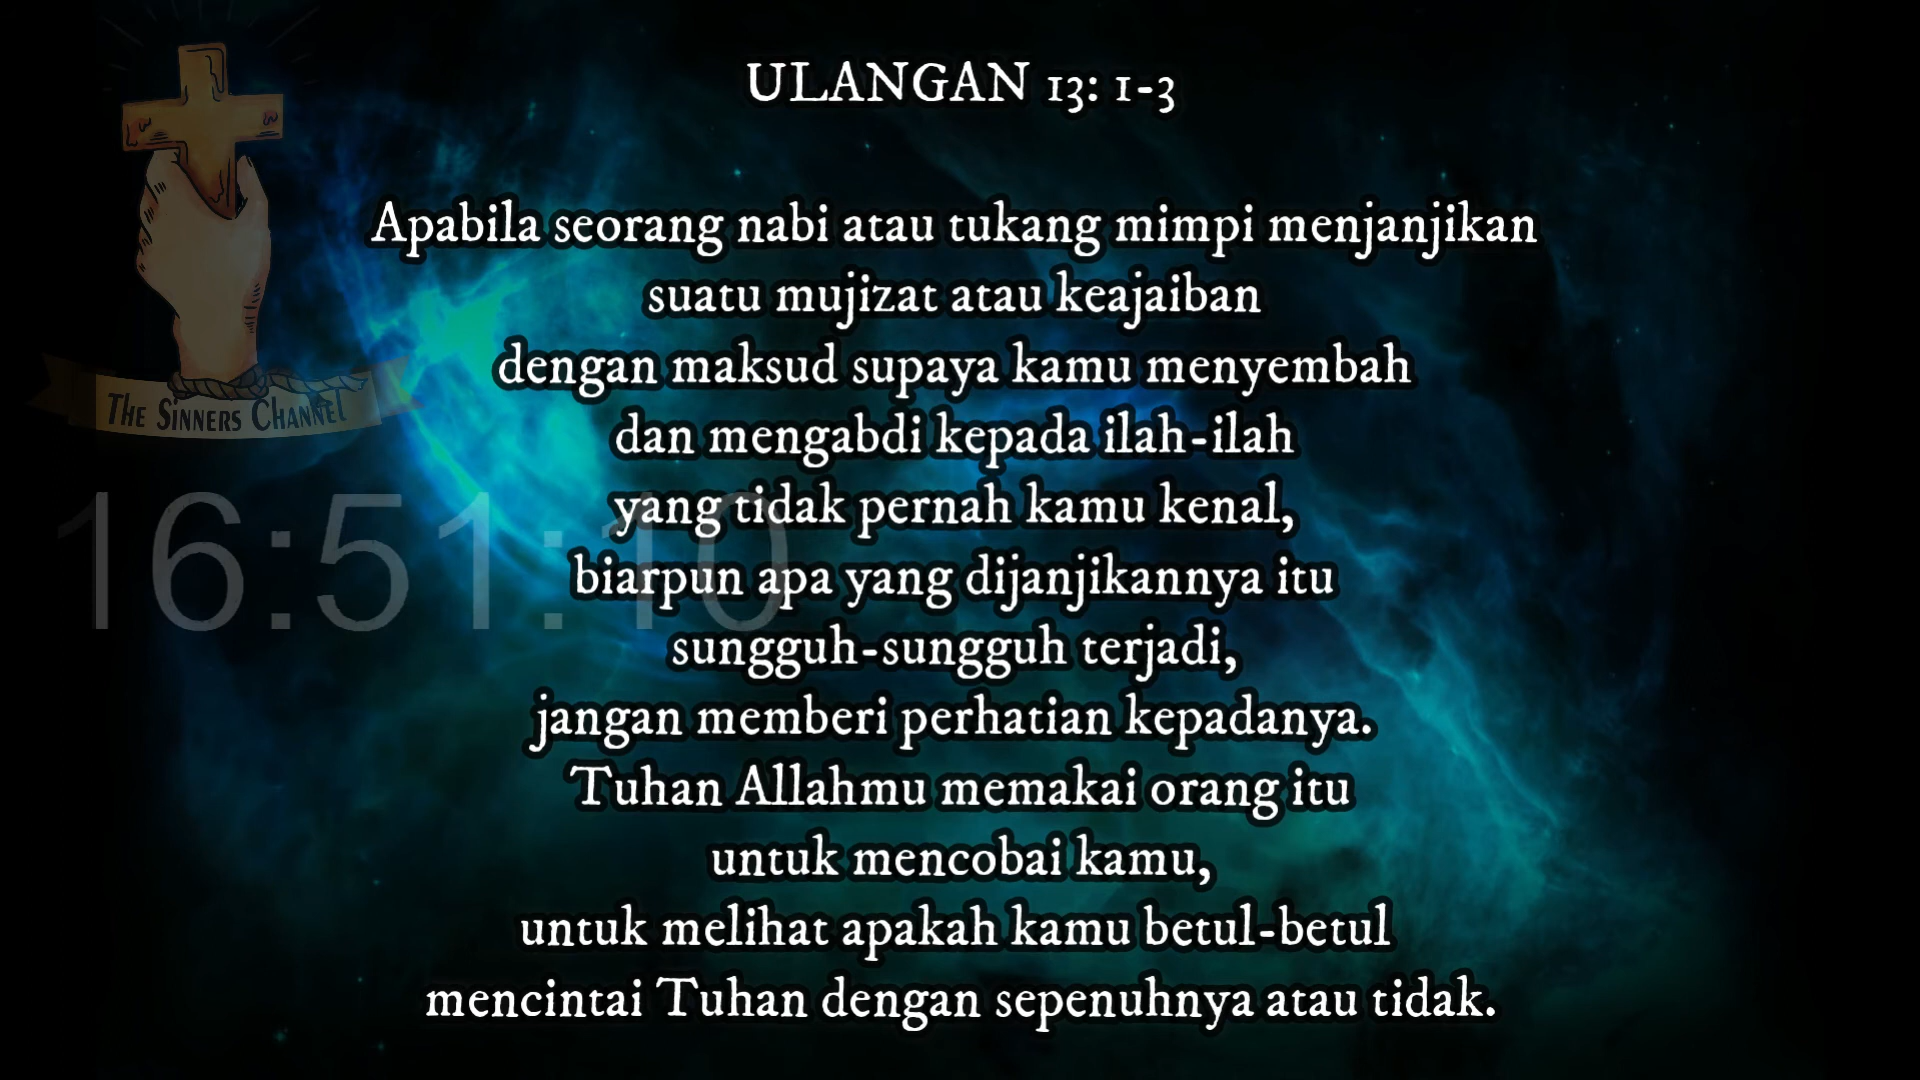 ULANGAN 13: 1-3
Apabila seorang nabi atau tukang mimpi menjanjikan
suatu mujizat atau keajaiban
dengan maksud supaya kamu menyembah
dan mengabdi kepada ilah-ilah
yang tidak pernah kamu kenal,
biarpun apa yang dijanjikannya itu
sungguh-sungguh terjadi,
jangan memberi perhatian kepadanya.
Tuhan Allahmu memakai orang itu
untuk mencobai kamu,
untuk melihat apakah kamu betul-betul
mencintai Tuhan dengan sepenuhnya atau tidak.
The Sinners Channel
16:51:10